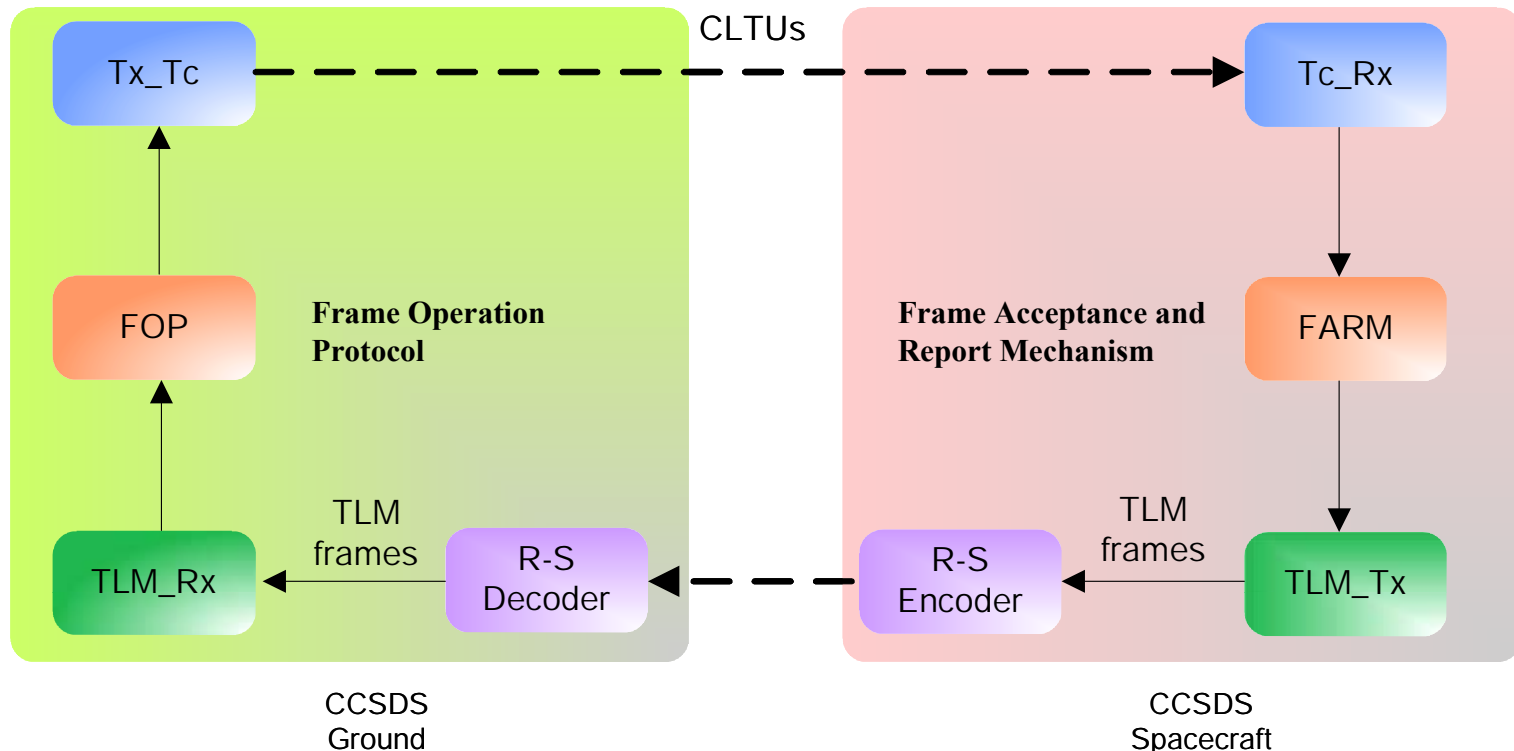 CLTUs
Tx_Tc
Tc_Rx
FOP
Frame Operation
Protocol
Frame Acceptance and
Report Mechanism
FARM
TLM_Rx
TLM
frames
R-S
Decoder
R-S
Encoder
TLM
frames
TLM_Tx
CCSDS
Ground
CCSDS
Spacecraft